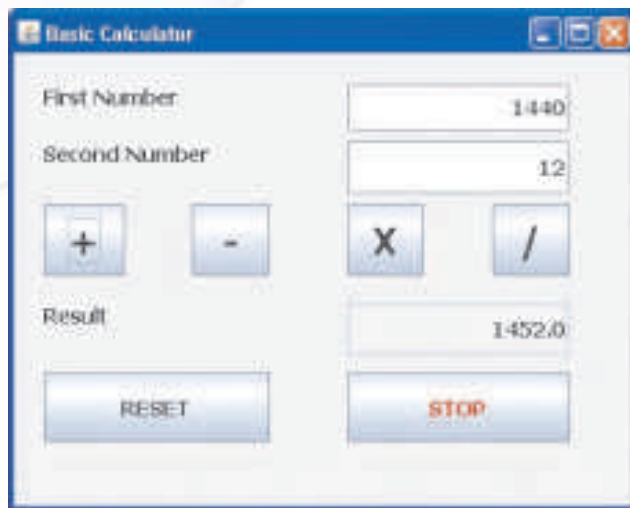 Basic Calculator
First Number 1440
Second Number 12
+ - X /
Result 1452.0
RESET STOP